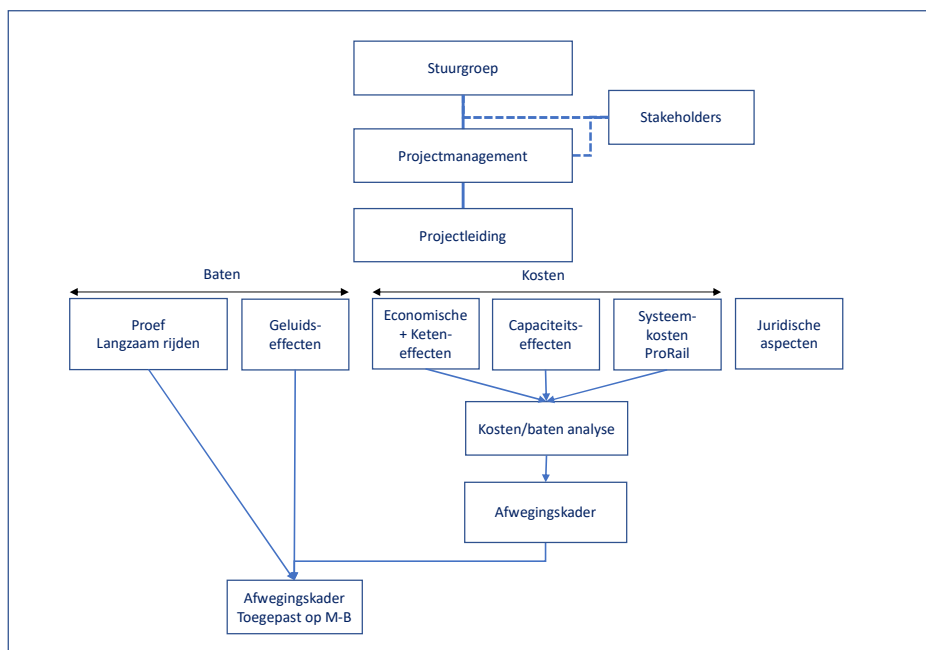 Stuurgroep
Stakeholders
Projectmanagement
Projectleiding
Baten
Kosten
Proef
Langzaam rijden
Geluids-
effecten
Economische
+ Keten-
effecten
Capaciteits-
effecten
Systeem-
kosten
ProRail
Juridische
aspecten
Kosten/baten analyse
Afwegingskader
Afwegingskader
Toegepast op M-B